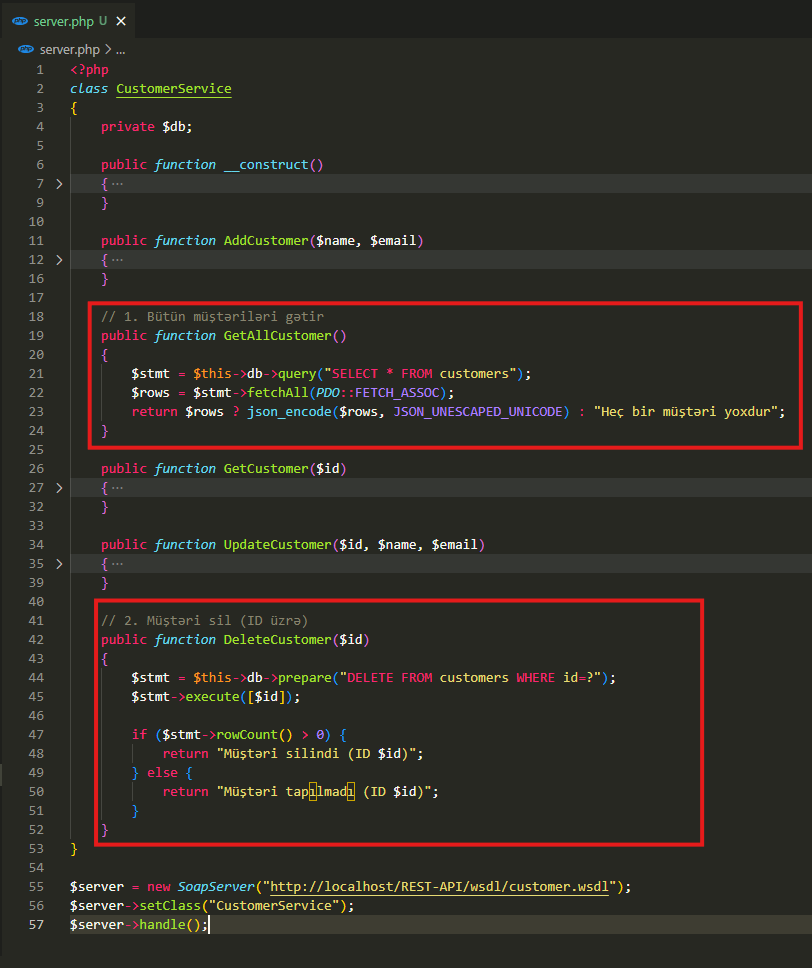 server.php U
server.php > ...
1 <?php
2 class CustomerService
3 {
4 private $db;
5
6 public function __construct()
7 { ...
9 }
10
11 public function AddCustomer($name, $email)
12 { ...
16 }
17
18 // 1. Bütün müştəriləri gətir
19 public function GetAllCustomer()
20 {
21 $stmt = $this->db->query("SELECT * FROM customers");
22 $rows = $stmt->fetchAll(PDO::FETCH_ASSOC);
23 return $rows ? json_encode($rows, JSON_UNESCAPED_UNICODE) : "Heç bir müştəri yoxdur";
24 }
25
26 public function GetCustomer($id)
27 { ...
32 }
33
34 public function UpdateCustomer($id, $name, $email)
35 { ...
39 }
40
41 // 2. Müştəri sil (ID üzrə)
42 public function DeleteCustomer($id)
43 {
44 $stmt = $this->db->prepare("DELETE FROM customers WHERE id=?");
45 $stmt->execute([$id]);
46
47 if ($stmt->rowCount() > 0) {
48 return "Müştəri silindi (ID $id)";
49 } else {
50 return "Müştəri tapılmadı (ID $id)";
51 }
52 }
53 }
54
55 $server = new SoapServer("http://localhost/REST-API/wsdl/customer.wsdl");
56 $server->setClass("CustomerService");
57 $server->handle();